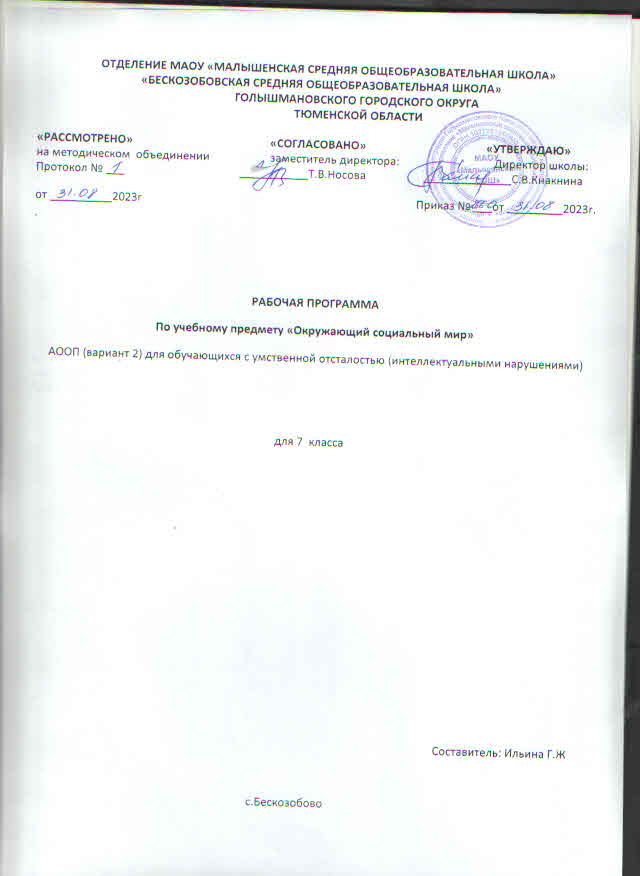 ОТДЕЛЕНИЕ МАОУ «МАЛЫШЕНСКАЯ СРЕДНЯЯ ОБЩЕОБРАЗОВАТЕЛЬНАЯ ШКОЛА»
«БЕСКОЗОБОВСКАЯ СРЕДНЯЯ ОБЩЕОБРАЗОВАТЕЛЬНАЯ ШКОЛА»
ГОЛЫШМАНОВСКОГО ГОРОДСКОГО ОКРУГА
ТЮМЕНСКОЙ ОБЛАСТИ
«РАССМОТРЕНО»
на методическом объединении
Протокол № 1
от 31.08 2023г
«СОГЛАСОВАНО»
заместитель директора:
Т.В.Носова
«УТВЕРЖДАЮ»
Директор школы:
С.В.Кнакнина
Приказ № от 31.08 2023г.
МАОУ
РАБОЧАЯ ПРОГРАММА
По учебному предмету «Окружающий социальный мир»
АООП (вариант 2) для обучающихся с умственной отсталостью (интеллектуальными нарушениями)
для 7 класса
Составитель: Ильина Г.Ж
с.Бескозобово